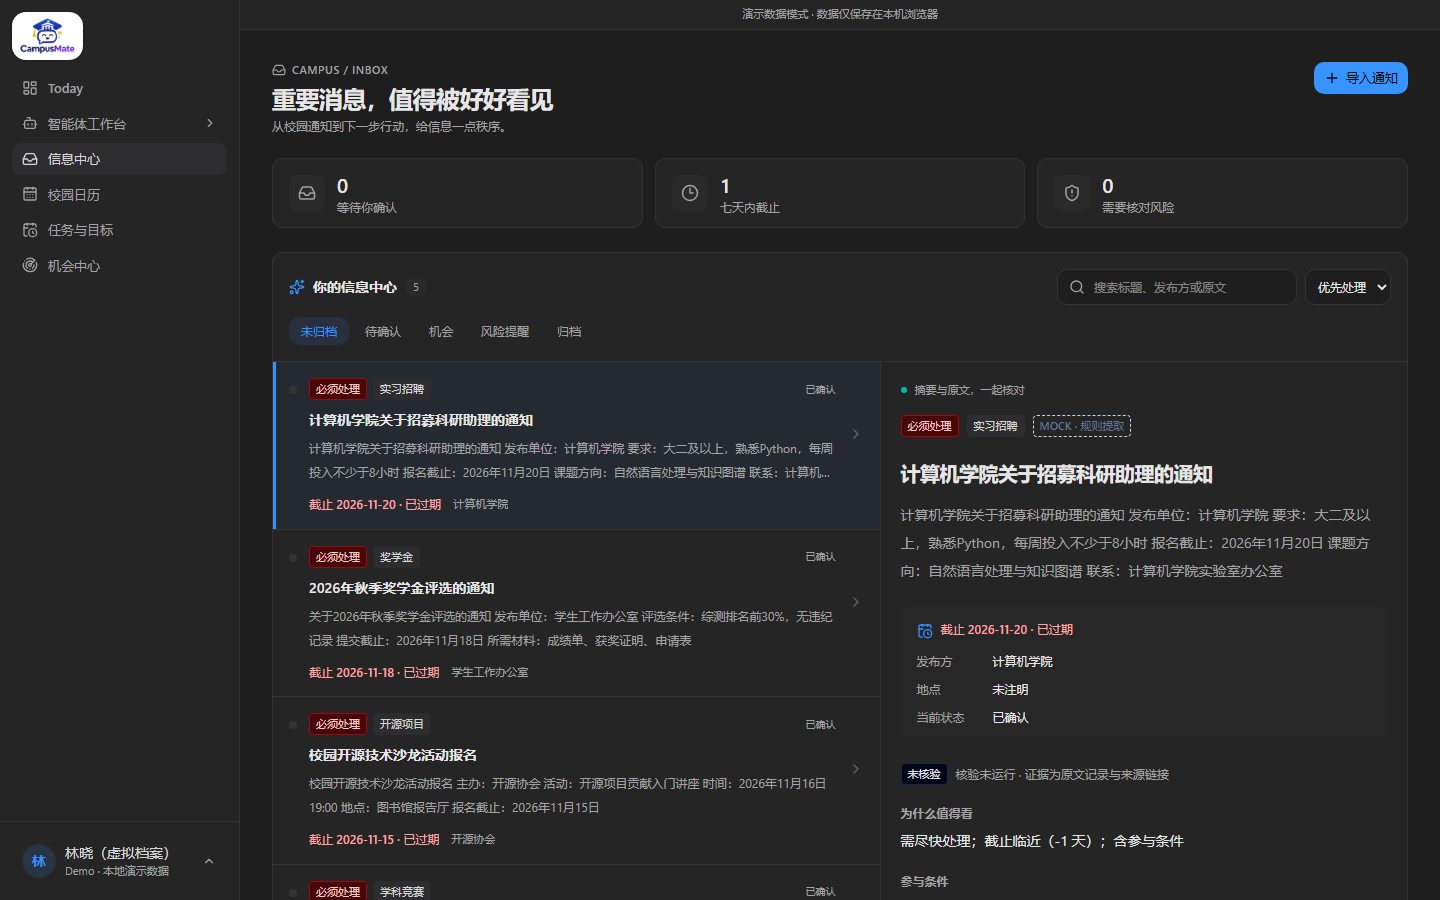 演示数据模式 · 数据仅保存在本机浏览器
CampusMate
Today
智能体工作台
信息中心
校园日历
任务与目标
机会中心
林
林晓（虚拟档案）
Demo · 本地演示数据
CAMPUS / INBOX
重要消息，值得被好好看见
从校园通知到下一步行动，给信息一点秩序。
导入通知
0
等待你确认
1
七天内截止
0
需要核对风险
你的信息中心 5
搜索标题、发布方或原文
优先处理
未归档 待确认 机会 风险提醒 归档
必须处理 实习招聘 已确认
计算机学院关于招募科研助理的通知
计算机学院关于招募科研助理的通知 发布单位：计算机学院 要求：大二及以上，熟悉Python，每周
投入不少于8小时 报名截止：2026年11月20日 课题方向：自然语言处理与知识图谱 联系：计算机...
截止 2026-11-20 · 已过期 计算机学院
必须处理 奖学金 已确认
2026年秋季奖学金评选的通知
关于2026年秋季奖学金评选的通知 发布单位：学生工作办公室 评选条件：综测排名前30%，无违纪
记录 提交截止：2026年11月18日 所需材料：成绩单、获奖证明、申请表
截止 2026-11-18 · 已过期 学生工作办公室
必须处理 开源项目 已确认
校园开源技术沙龙活动报名
校园开源技术沙龙活动报名 主办：开源协会 活动：开源项目贡献入门讲座 时间：2026年11月16日
19:00 地点：图书馆报告厅 报名截止：2026年11月15日
截止 2026-11-15 · 已过期 开源协会
必须处理 学科竞赛 已确认
摘要与原文，一起核对
必须处理 实习招聘 MOCK · 规则提取
计算机学院关于招募科研助理的通知
计算机学院关于招募科研助理的通知 发布单位：计算机学院 要求：大二及以
上，熟悉Python，每周投入不少于8小时 报名截止：2026年11月20日 课题方
向：自然语言处理与知识图谱 联系：计算机学院实验室办公室
截止 2026-11-20 · 已过期
发布方 计算机学院
地点 未注明
当前状态 已确认
未核验 核验未运行 · 证据为原文记录与来源链接
为什么值得看
需尽快处理；截止临近（-1 天）；含参与条件
参与条件